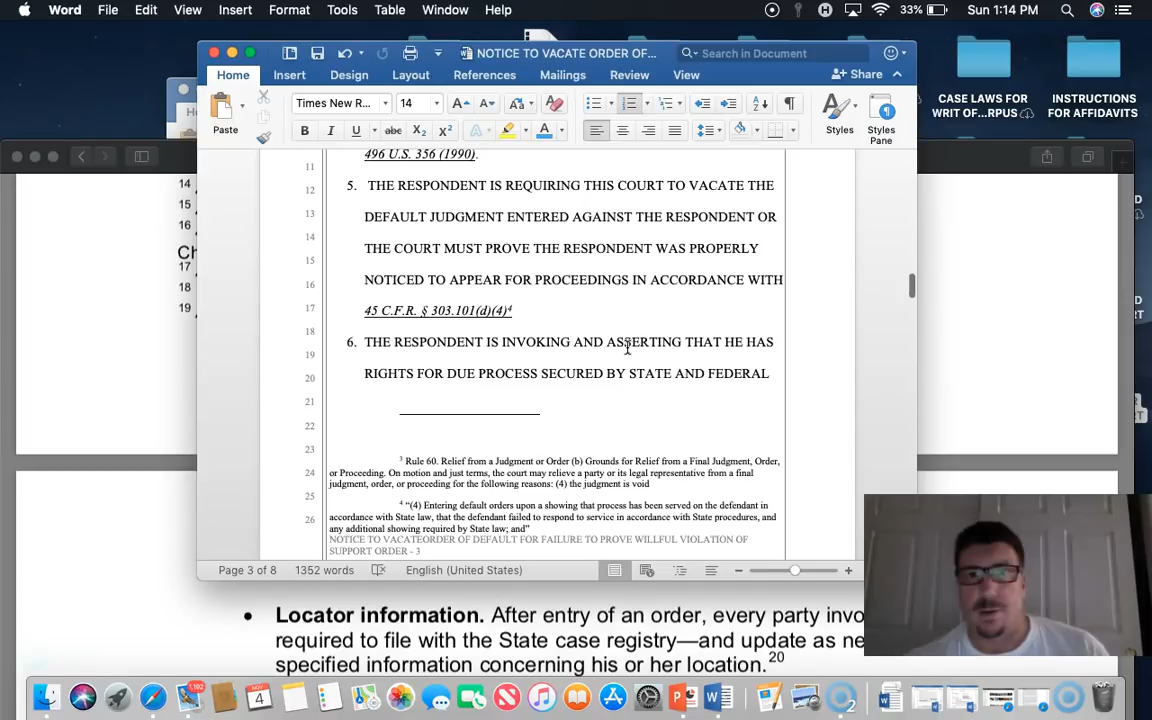 Word File Edit View Insert Format Tools Table Window Help 33% Sun 1:14 PM
NOTICE TO VACATE ORDER OF... Search in Document
Home Insert Design Layout References Mailings Review View Share
CASE LAWS FOR WRIT OF...RPUS
INSTRUCTIONS FOR AFFIDAVITS
Paste Times New R... 14 Styles Styles Pane
11 496 U.S. 356 (1990).
12 5. THE RESPONDENT IS REQUIRING THIS COURT TO VACATE THE
13 DEFAULT JUDGMENT ENTERED AGAINST THE RESPONDENT OR
14
15 THE COURT MUST PROVE THE RESPONDENT WAS PROPERLY
16 NOTICED TO APPEAR FOR PROCEEDINGS IN ACCORDANCE WITH
17 45 C.F.R. § 303.101(d)(4)⁴
18
19 6. THE RESPONDENT IS INVOKING AND ASSERTING THAT HE HAS
20 RIGHTS FOR DUE PROCESS SECURED BY STATE AND FEDERAL
21
22
23 ³ Rule 60. Relief from a Judgment or Order (b) Grounds for Relief from a Final Judgment, Order,
24 or Proceeding. On motion and just terms, the court may relieve a party or its legal representative from a final
judgment, order, or proceeding for the following reasons: (4) the judgment is void
25 ⁴ “(4) Entering default orders upon a showing that process has been served on the defendant in
26 accordance with State law, that the defendant failed to respond to service in accordance with State procedures, and
any additional showing required by State law; and”
NOTICE TO VACATEORDER OF DEFAULT FOR FAILURE TO PROVE WILLFUL VIOLATION OF
SUPPORT ORDER - 3
Page 3 of 8 1352 words English (United States)
14
15
16
Ch
17
18
19
• Locator information. After entry of an order, every party invo
required to file with the State case registry—and update as ne
specified information concerning his or her location.²⁰